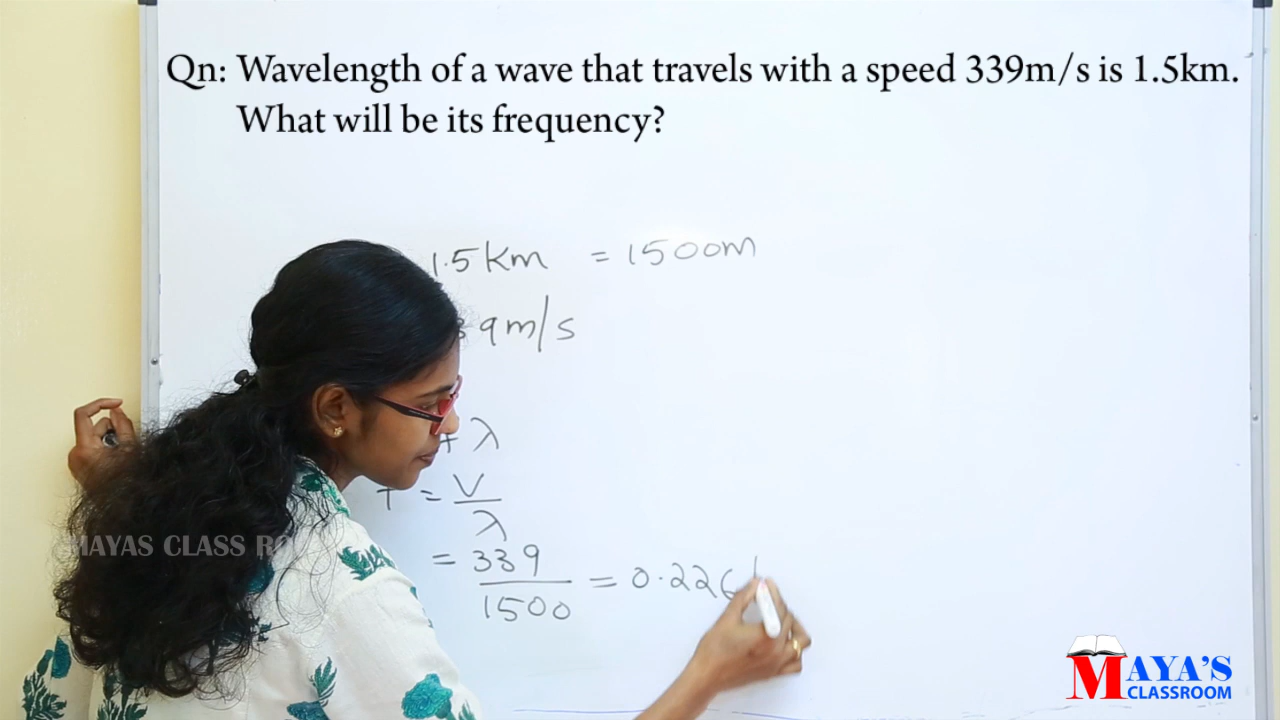 Qn: Wavelength of a wave that travels with a speed 339m/s is 1.5km.
What will be its frequency?
1.5 km = 1500m
9m/s
λ
f = V/λ
= 339/1500 = 0.226
MAYAS CLASS RO
MAYA'S
CLASSROOM